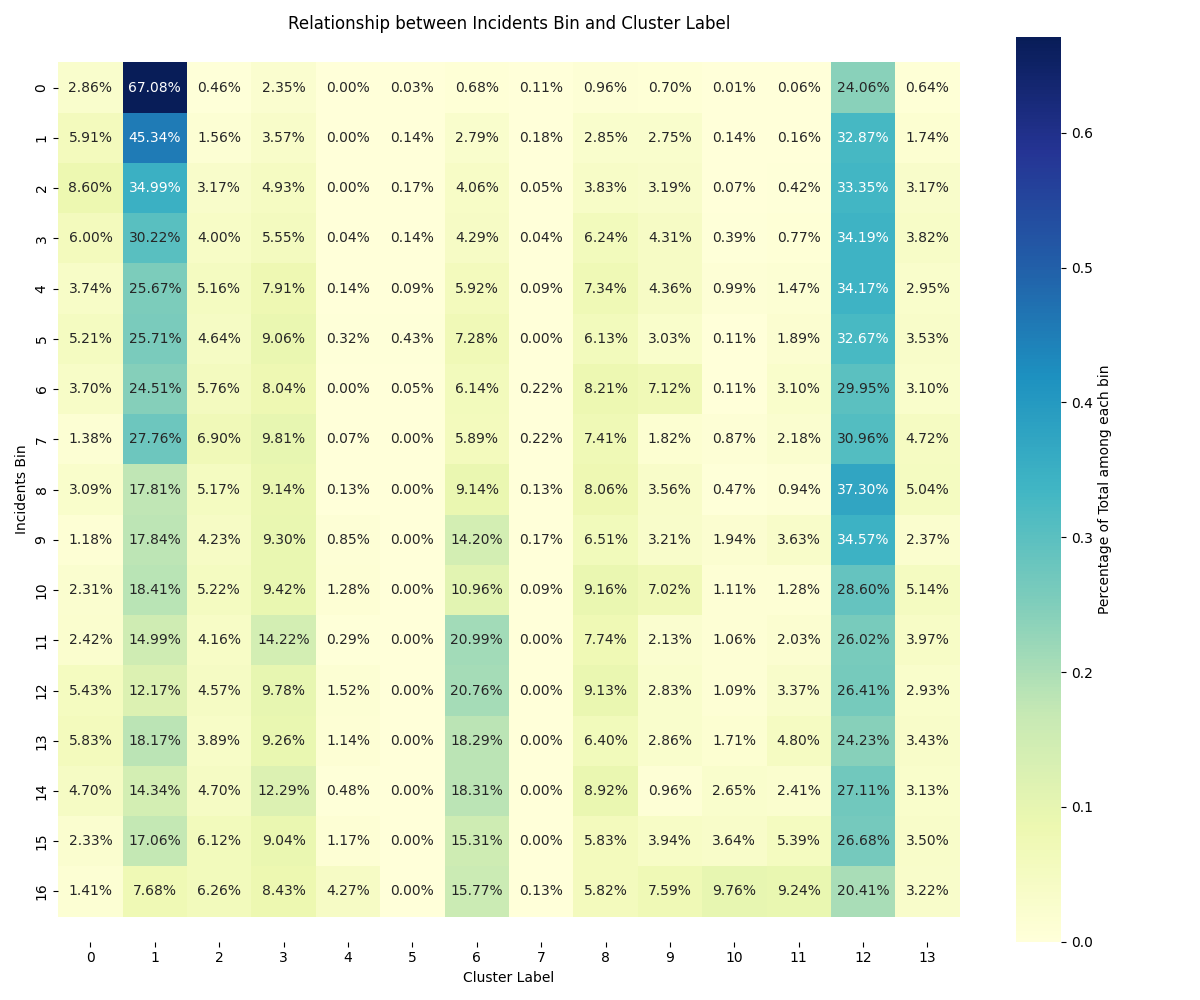 Relationship between Incidents Bin and Cluster Label
0 2.86% 67.08% 0.46% 2.35% 0.00% 0.03% 0.68% 0.11% 0.96% 0.70% 0.01% 0.06% 24.06% 0.64%
1 5.91% 45.34% 1.56% 3.57% 0.00% 0.14% 2.79% 0.18% 2.85% 2.75% 0.14% 0.16% 32.87% 1.74%
2 8.60% 34.99% 3.17% 4.93% 0.00% 0.17% 4.06% 0.05% 3.83% 3.19% 0.07% 0.42% 33.35% 3.17%
3 6.00% 30.22% 4.00% 5.55% 0.04% 0.14% 4.29% 0.04% 6.24% 4.31% 0.39% 0.77% 34.19% 3.82%
4 3.74% 25.67% 5.16% 7.91% 0.14% 0.09% 5.92% 0.09% 7.34% 4.36% 0.99% 1.47% 34.17% 2.95%
5 5.21% 25.71% 4.64% 9.06% 0.32% 0.43% 7.28% 0.00% 6.13% 3.03% 0.11% 1.89% 32.67% 3.53%
6 3.70% 24.51% 5.76% 8.04% 0.00% 0.05% 6.14% 0.22% 8.21% 7.12% 0.11% 3.10% 29.95% 3.10%
7 1.38% 27.76% 6.90% 9.81% 0.07% 0.00% 5.89% 0.22% 7.41% 1.82% 0.87% 2.18% 30.96% 4.72%
8 3.09% 17.81% 5.17% 9.14% 0.13% 0.00% 9.14% 0.13% 8.06% 3.56% 0.47% 0.94% 37.30% 5.04%
9 1.18% 17.84% 4.23% 9.30% 0.85% 0.00% 14.20% 0.17% 6.51% 3.21% 1.94% 3.63% 34.57% 2.37%
10 2.31% 18.41% 5.22% 9.42% 1.28% 0.00% 10.96% 0.09% 9.16% 7.02% 1.11% 1.28% 28.60% 5.14%
11 2.42% 14.99% 4.16% 14.22% 0.29% 0.00% 20.99% 0.00% 7.74% 2.13% 1.06% 2.03% 26.02% 3.97%
12 5.43% 12.17% 4.57% 9.78% 1.52% 0.00% 20.76% 0.00% 9.13% 2.83% 1.09% 3.37% 26.41% 2.93%
13 5.83% 18.17% 3.89% 9.26% 1.14% 0.00% 18.29% 0.00% 6.40% 2.86% 1.71% 4.80% 24.23% 3.43%
14 4.70% 14.34% 4.70% 12.29% 0.48% 0.00% 18.31% 0.00% 8.92% 0.96% 2.65% 2.41% 27.11% 3.13%
15 2.33% 17.06% 6.12% 9.04% 1.17% 0.00% 15.31% 0.00% 5.83% 3.94% 3.64% 5.39% 26.68% 3.50%
16 1.41% 7.68% 6.26% 8.43% 4.27% 0.00% 15.77% 0.13% 5.82% 7.59% 9.76% 9.24% 20.41% 3.22%
0 1 2 3 4 5 6 7 8 9 10 11 12 13
Cluster Label
Incidents Bin
0.6
0.5
0.4
0.3
0.2
0.1
0.0
Percentage of Total among each bin